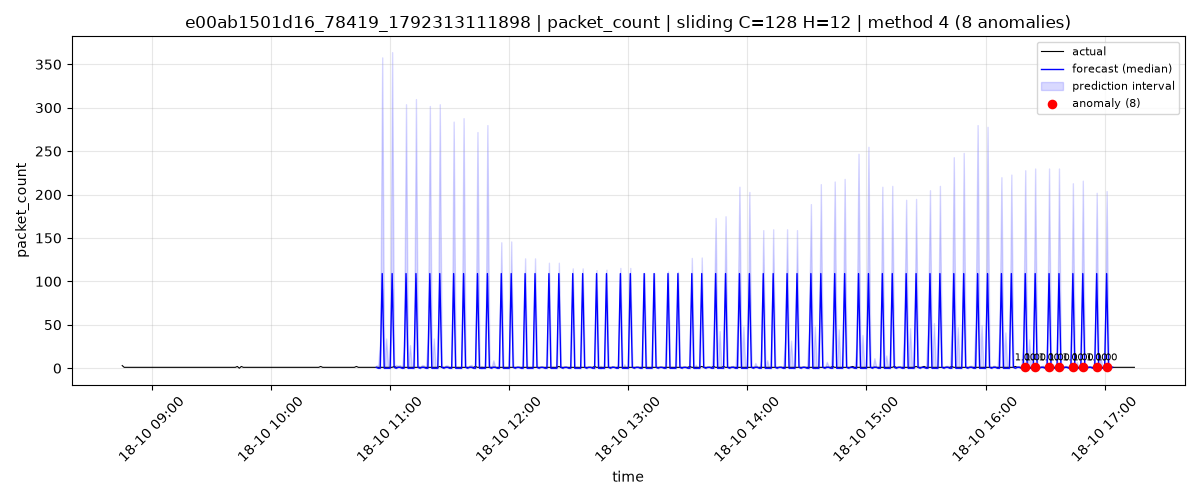 e00ab1501d16_78419_1792313111898 | packet_count | sliding C=128 H=12 | method 4 (8 anomalies)
packet_count
350
300
250
200
150
100
50
0
actual
forecast (median)
prediction interval
anomaly (8)
18-10 09:00
18-10 10:00
18-10 11:00
18-10 12:00
18-10 13:00
18-10 14:00
18-10 15:00
18-10 16:00
18-10 17:00
time